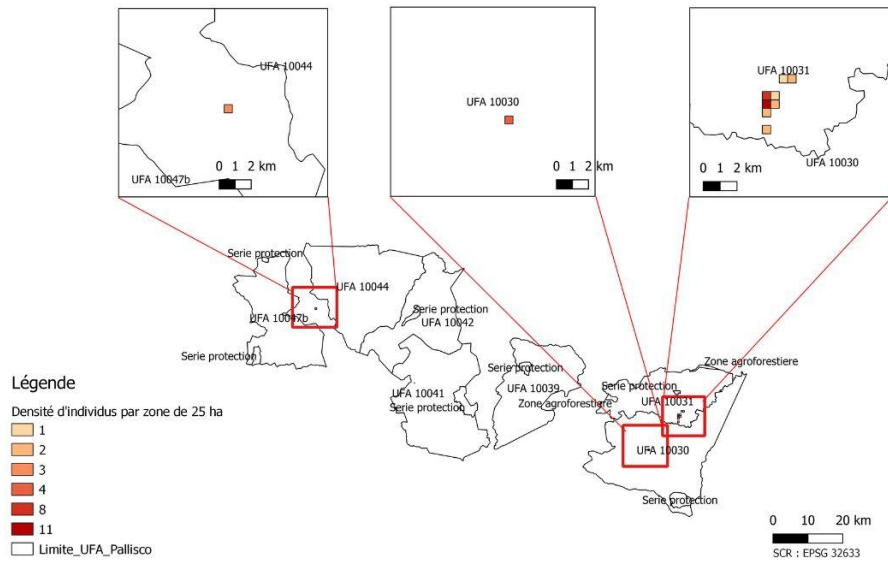 UFA 10044
UFA 10047b
0 1 2 km
UFA 10030
0 1 2 km
UFA 10031
UFA 10030
0 1 2 km
Serie protection
UFA 10044
UFA 10047b
Serie protection
Serie protection
UFA 10042
UFA 10041
Serie protection
Serie protection
UFA 10039
Zone agroforestiere
Zone agroforestiere
Serie protection
UFA 10031
UFA 10030
Serie protection
Légende
Densité d'individus par zone de 25 ha
1
2
3
4
8
11
Limite_UFA_Pallisco
0 10 20 km
SCR : EPSG 32633